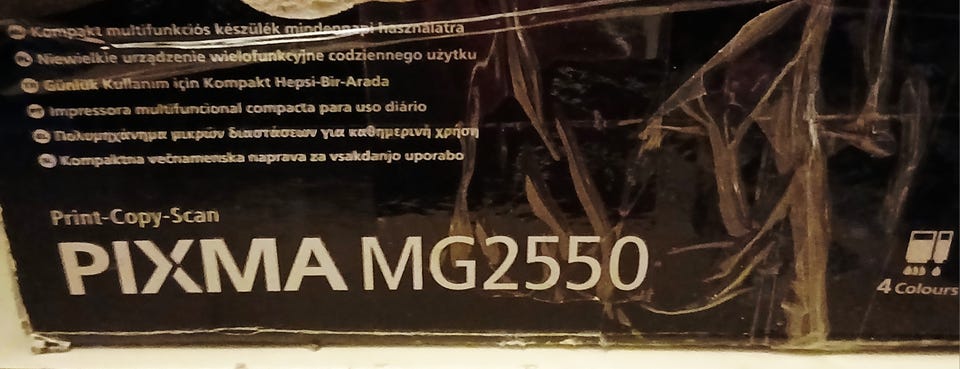 Kompakt multifunkciós készülék mindennapi használatra
Niewielkie urządzenie wielofunkcyjne codziennego użytku
Günlük Kullanım için Kompakt Hepsi-Bir-Arada
Impressora multifuncional compacta para uso diário
Πολυμηχάνημα μικρών διαστάσεων για καθημερινή χρήση
Kompaktna večnamenska naprava za vsakdanjo uporabo
Print-Copy-Scan
PIXMA MG2550
4 Colours